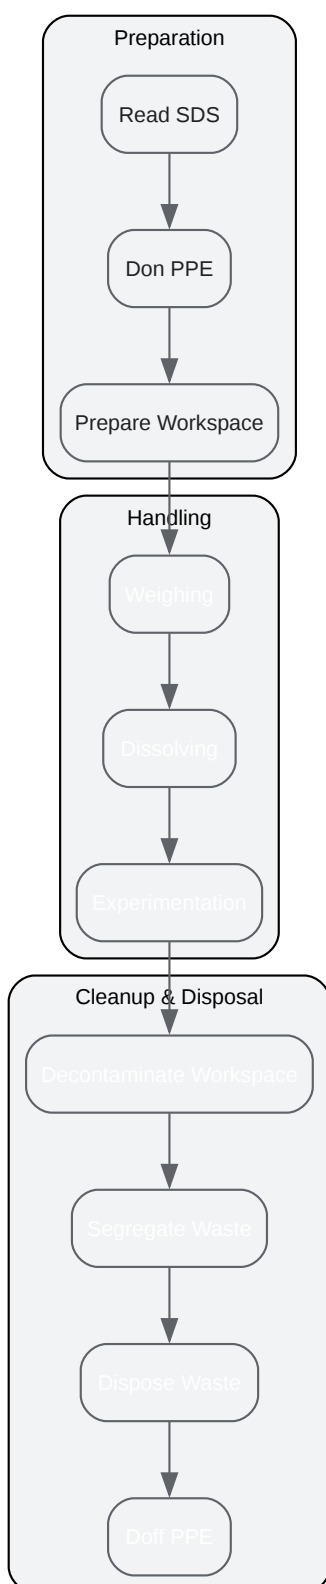 Preparation
Read SDS
Don PPE
Prepare Workspace
Handling
Weighing
Dissolving
Experimentation
Cleanup & Disposal
Decontaminate Workspace
Segregate Waste
Dispose Waste
Doff PPE